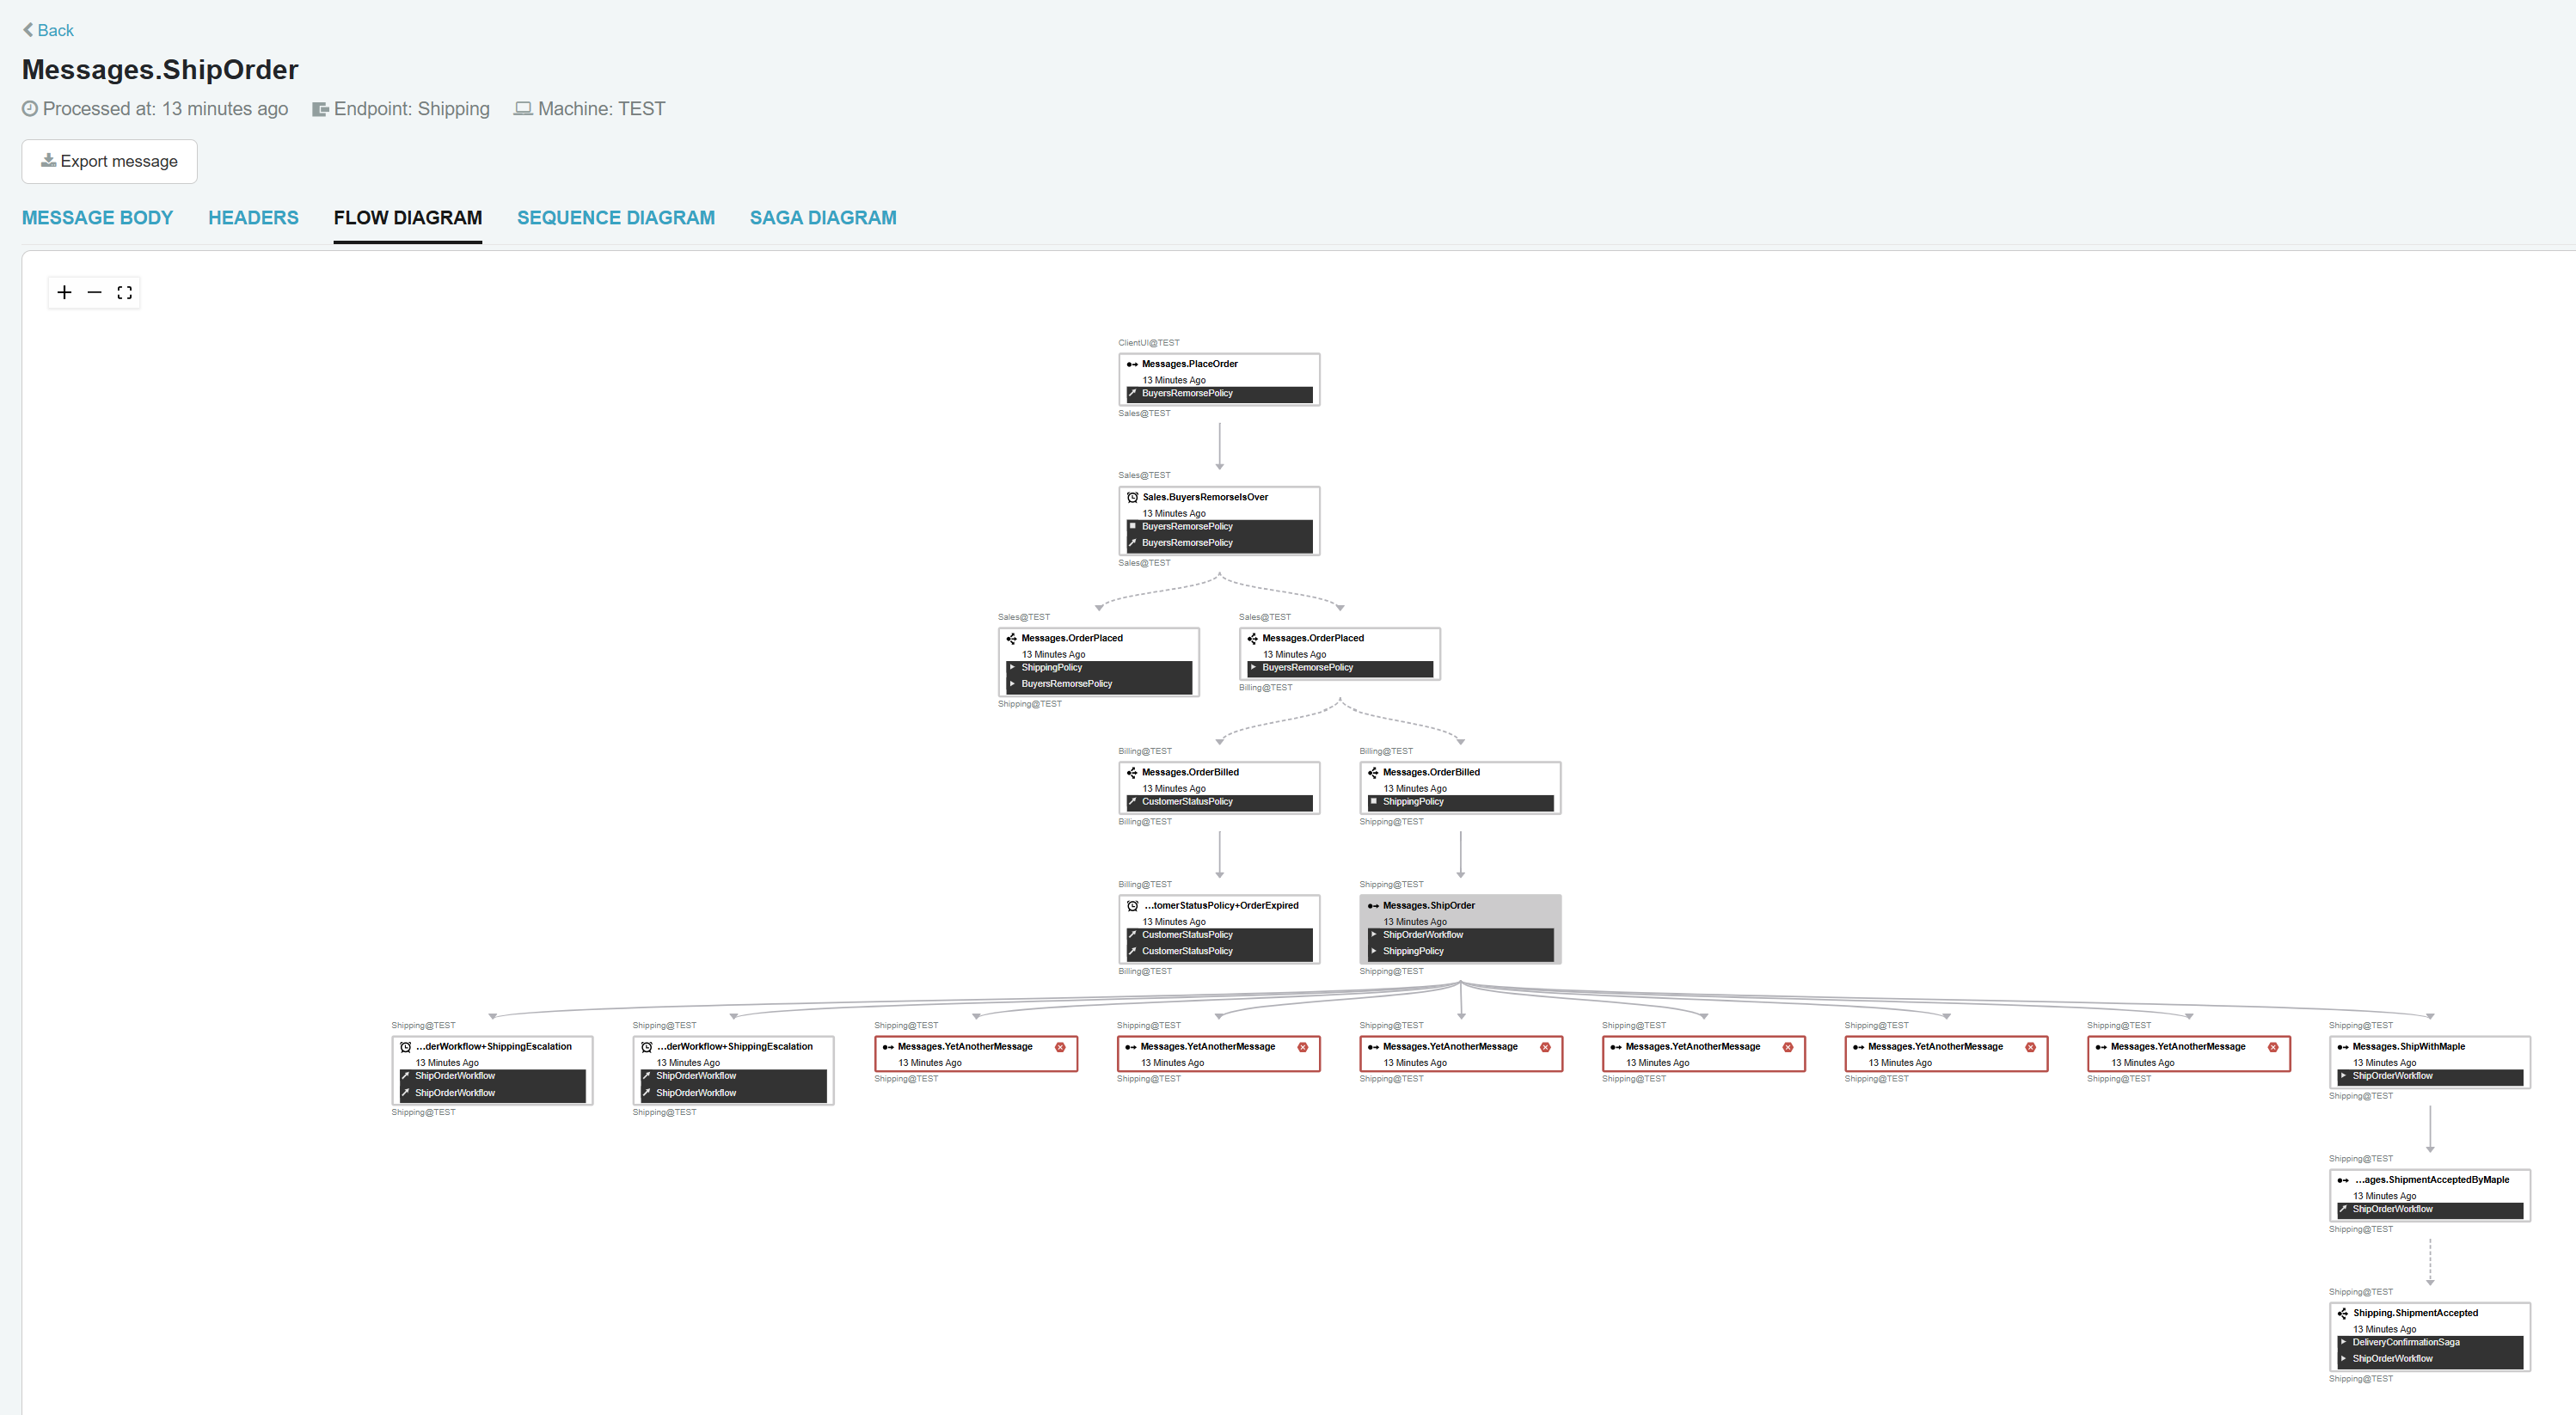 Back
Messages.ShipOrder
Processed at: 13 minutes ago Endpoint: Shipping Machine: TEST
Export message
MESSAGE BODY HEADERS FLOW DIAGRAM SEQUENCE DIAGRAM SAGA DIAGRAM
ClientUI@TEST
Messages.PlaceOrder
13 Minutes Ago
BuyersRemorsePolicy
Sales@TEST
Sales@TEST
Sales.BuyersRemorseIsOver
13 Minutes Ago
BuyersRemorsePolicy
BuyersRemorsePolicy
Sales@TEST
Sales@TEST
Messages.OrderPlaced
13 Minutes Ago
ShippingPolicy
BuyersRemorsePolicy
Shipping@TEST
Sales@TEST
Messages.OrderPlaced
13 Minutes Ago
BuyersRemorsePolicy
Billing@TEST
Billing@TEST
Messages.OrderBilled
13 Minutes Ago
CustomerStatusPolicy
Billing@TEST
Billing@TEST
Messages.OrderBilled
13 Minutes Ago
ShippingPolicy
Shipping@TEST
Billing@TEST
...tomerStatusPolicy+OrderExpired
13 Minutes Ago
CustomerStatusPolicy
CustomerStatusPolicy
Billing@TEST
Shipping@TEST
Messages.ShipOrder
13 Minutes Ago
ShipOrderWorkflow
ShippingPolicy
Shipping@TEST
Shipping@TEST
...derWorkflow+ShippingEscalation
13 Minutes Ago
ShipOrderWorkflow
ShipOrderWorkflow
Shipping@TEST
Shipping@TEST
...derWorkflow+ShippingEscalation
13 Minutes Ago
ShipOrderWorkflow
ShipOrderWorkflow
Shipping@TEST
Shipping@TEST
Messages.YetAnotherMessage
13 Minutes Ago
Shipping@TEST
Shipping@TEST
Messages.YetAnotherMessage
13 Minutes Ago
Shipping@TEST
Shipping@TEST
Messages.YetAnotherMessage
13 Minutes Ago
Shipping@TEST
Shipping@TEST
Messages.YetAnotherMessage
13 Minutes Ago
Shipping@TEST
Shipping@TEST
Messages.YetAnotherMessage
13 Minutes Ago
Shipping@TEST
Shipping@TEST
Messages.YetAnotherMessage
13 Minutes Ago
Shipping@TEST
Shipping@TEST
Messages.ShipWithMaple
13 Minutes Ago
ShipOrderWorkflow
Shipping@TEST
Shipping@TEST
...ages.ShipmentAcceptedByMaple
13 Minutes Ago
ShipOrderWorkflow
Shipping@TEST
Shipping@TEST
Shipping.ShipmentAccepted
13 Minutes Ago
DeliveryConfirmationSaga
ShipOrderWorkflow
Shipping@TEST